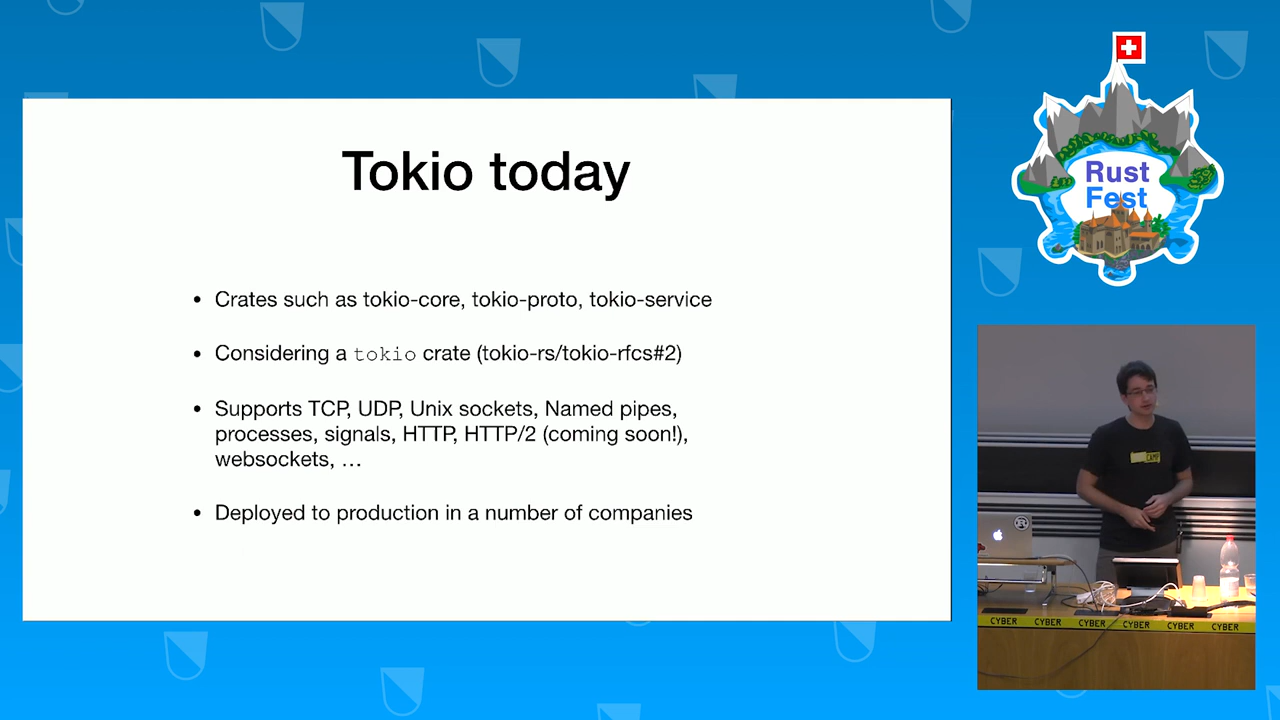 Tokio today
• Crates such as tokio-core, tokio-proto, tokio-service
• Considering a tokio crate (tokio-rs/tokio-rfcs#2)
• Supports TCP, UDP, Unix sockets, Named pipes,
processes, signals, HTTP, HTTP/2 (coming soon!),
websockets, …
• Deployed to production in a number of companies
Rust
Fest
CAMP
CYBER CYBER CYBER CYBER CYBER CYBER